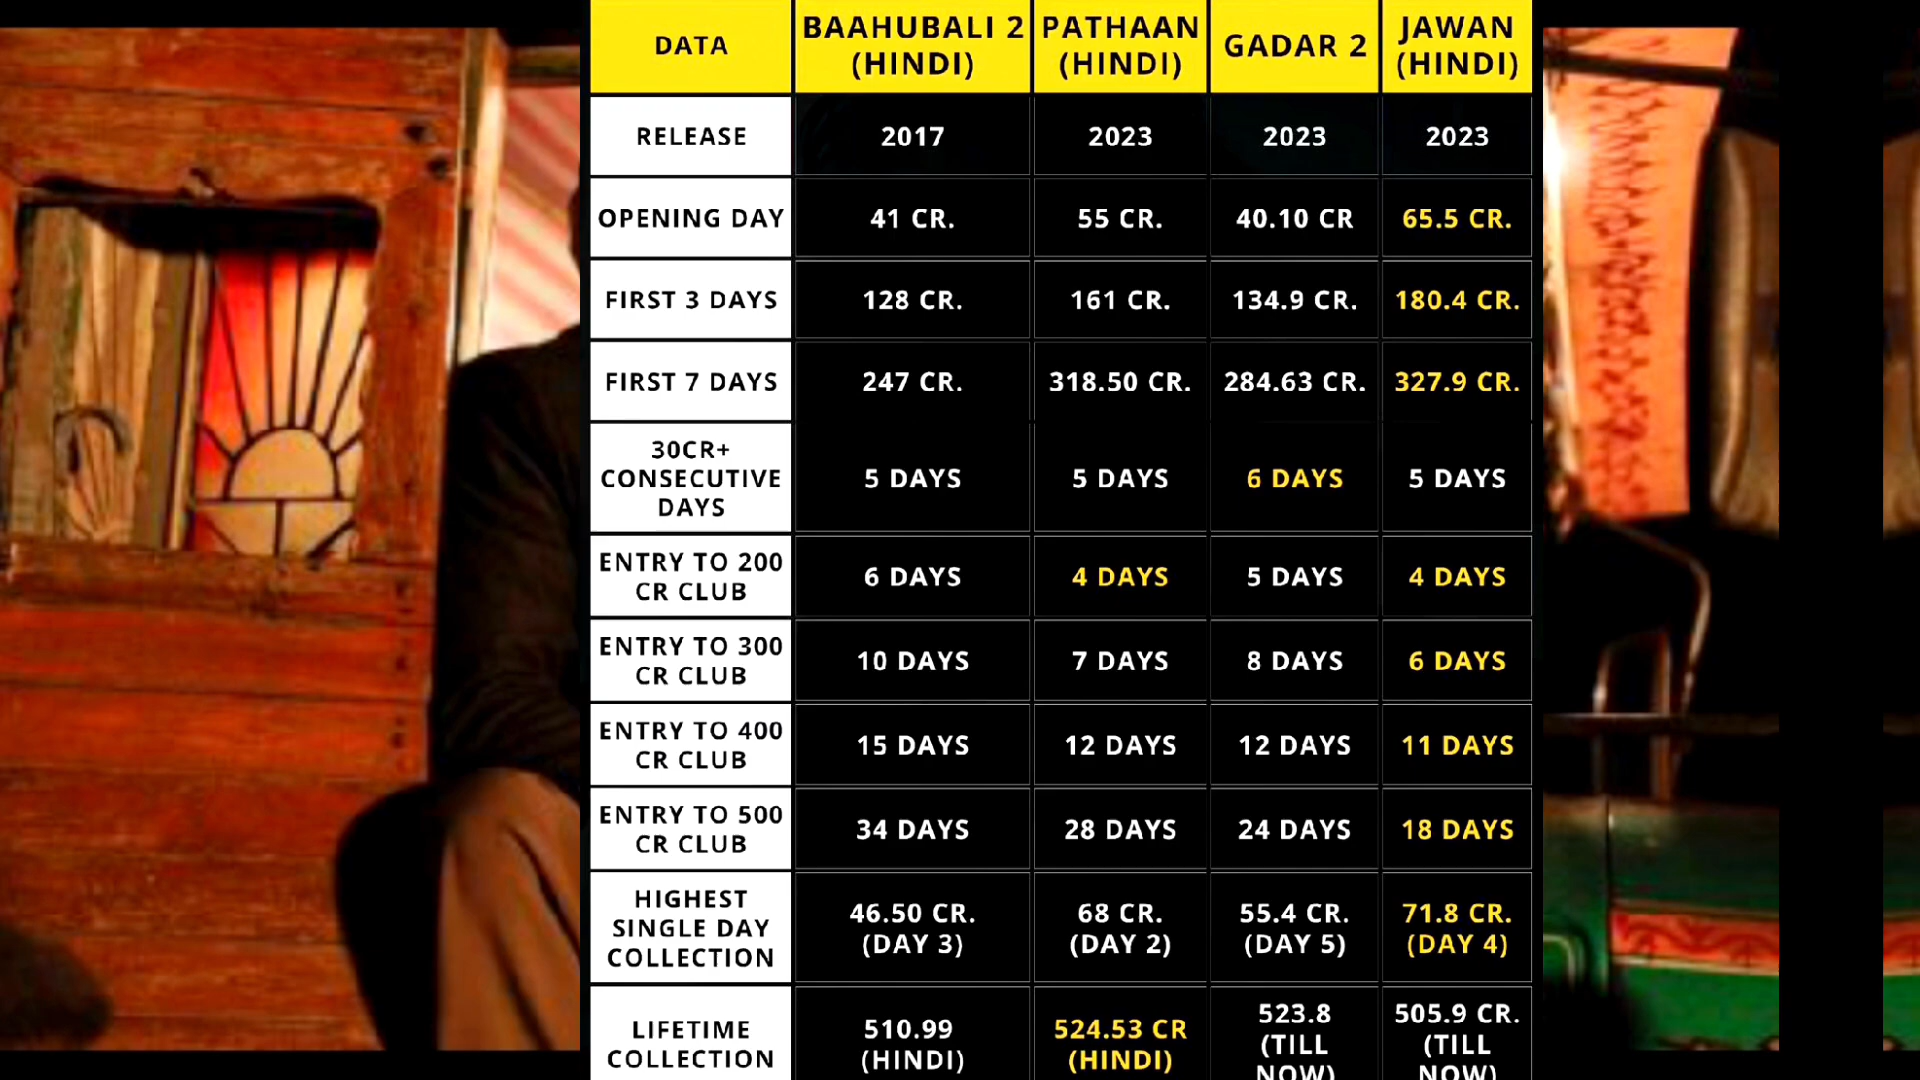 DATA
BAAHUBALI 2
(HINDI)
PATHAAN
(HINDI)
GADAR 2
JAWAN
(HINDI)
RELEASE
2017
2023
2023
2023
OPENING DAY
41 CR.
55 CR.
40.10 CR
65.5 CR.
FIRST 3 DAYS
128 CR.
161 CR.
134.9 CR.
180.4 CR.
FIRST 7 DAYS
247 CR.
318.50 CR.
284.63 CR.
327.9 CR.
30CR+
CONSECUTIVE
DAYS
5 DAYS
5 DAYS
6 DAYS
5 DAYS
ENTRY TO 200
CR CLUB
6 DAYS
4 DAYS
5 DAYS
4 DAYS
ENTRY TO 300
CR CLUB
10 DAYS
7 DAYS
8 DAYS
6 DAYS
ENTRY TO 400
CR CLUB
15 DAYS
12 DAYS
12 DAYS
11 DAYS
ENTRY TO 500
CR CLUB
34 DAYS
28 DAYS
24 DAYS
18 DAYS
HIGHEST
SINGLE DAY
COLLECTION
46.50 CR.
(DAY 3)
68 CR.
(DAY 2)
55.4 CR.
(DAY 5)
71.8 CR.
(DAY 4)
LIFETIME
COLLECTION
510.99
(HINDI)
524.53 CR
(HINDI)
523.8
(TILL
NOW)
505.9 CR.
(TILL
NOW)